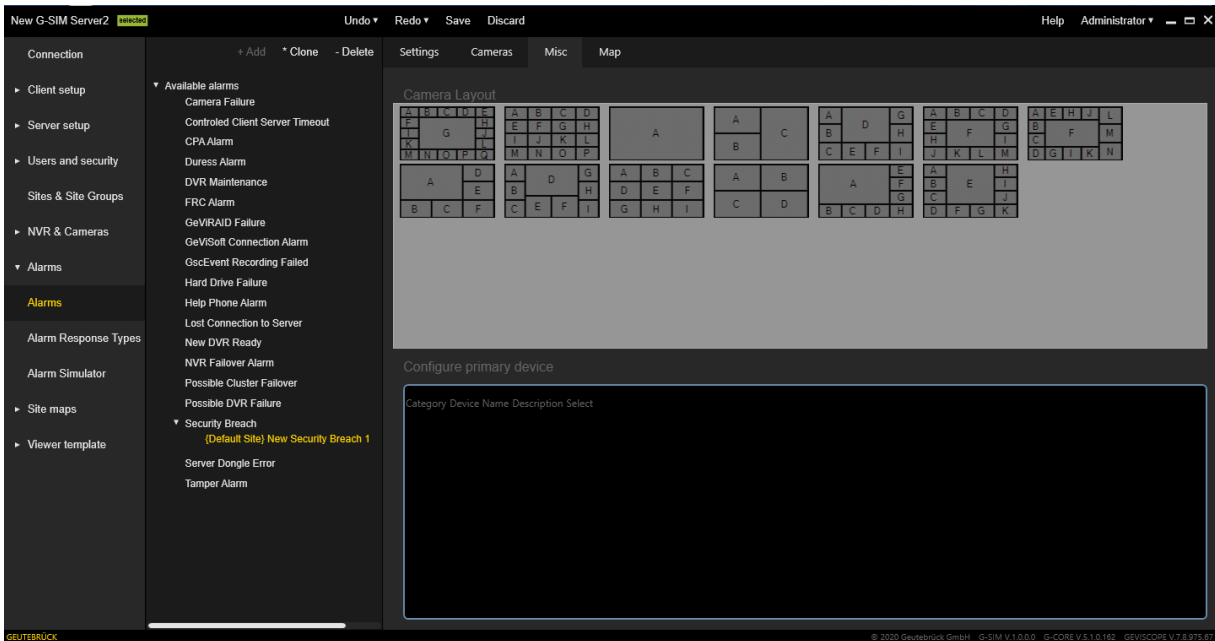 New G-SIM Server2 selected Undo ▾ Redo ▾ Save Discard Help Administrator ▾
Connection
Client setup
Server setup
Users and security
Sites & Site Groups
NVR & Cameras
Alarms
Alarms
Alarm Response Types
Alarm Simulator
Site maps
Viewer template
+ Add * Clone - Delete
Available alarms
Camera Failure
Controled Client Server Timeout
CPA Alarm
Duress Alarm
DVR Maintenance
FRC Alarm
GeViRAID Failure
GeViSoft Connection Alarm
GscEvent Recording Failed
Hard Drive Failure
Help Phone Alarm
Lost Connection to Server
New DVR Ready
NVR Failover Alarm
Possible Cluster Failover
Possible DVR Failure
Security Breach
{Default Site} New Security Breach 1
Server Dongle Error
Tamper Alarm
Settings Cameras Misc Map
Camera Layout
A B C D E
F H
I G J
K L
M N O P Q
A B C D
E F G H
I J K L
M N O P
A
A C
B
A D G
B H
C E F I
A B C D
E F G
H I
J K L M
A E H J L
B F M
C
D G I K N
A D
E
B C F
A D G
B H
C E F I
A B C
D E F
G H I
A B
C D
A E
F
G
B C D H
A E H
B I
C J
D F G K
Configure primary device
Category Device Name Description Select
GEUTEBRÜCK © 2020 Geutebrück GmbH G-SIM V.1.0.0.0 G-CORE V.5.1.0.162 GEVISCOPE V.7.8.975.67